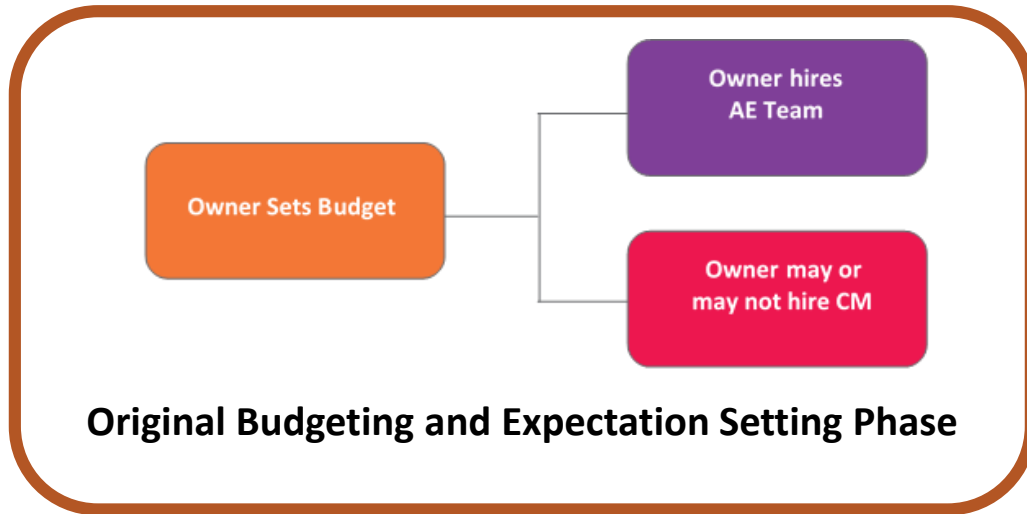 Owner hires
AE Team
Owner Sets Budget
Owner may or
may not hire CM
Original Budgeting and Expectation Setting Phase